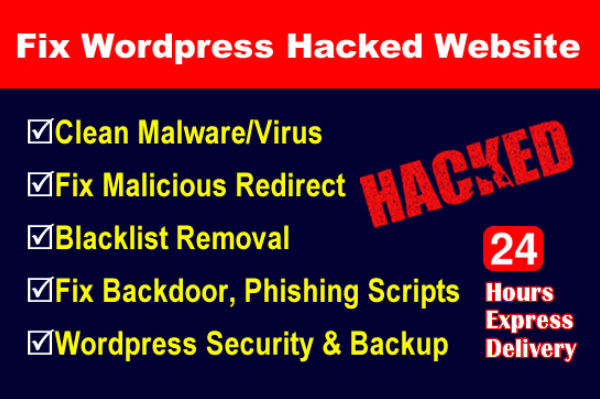 Fix Wordpress Hacked Website
Clean Malware/Virus
Fix Malicious Redirect
HACKED
Blacklist Removal
Fix Backdoor, Phishing Scripts
Wordpress Security & Backup
24
Hours
Express
Delivery